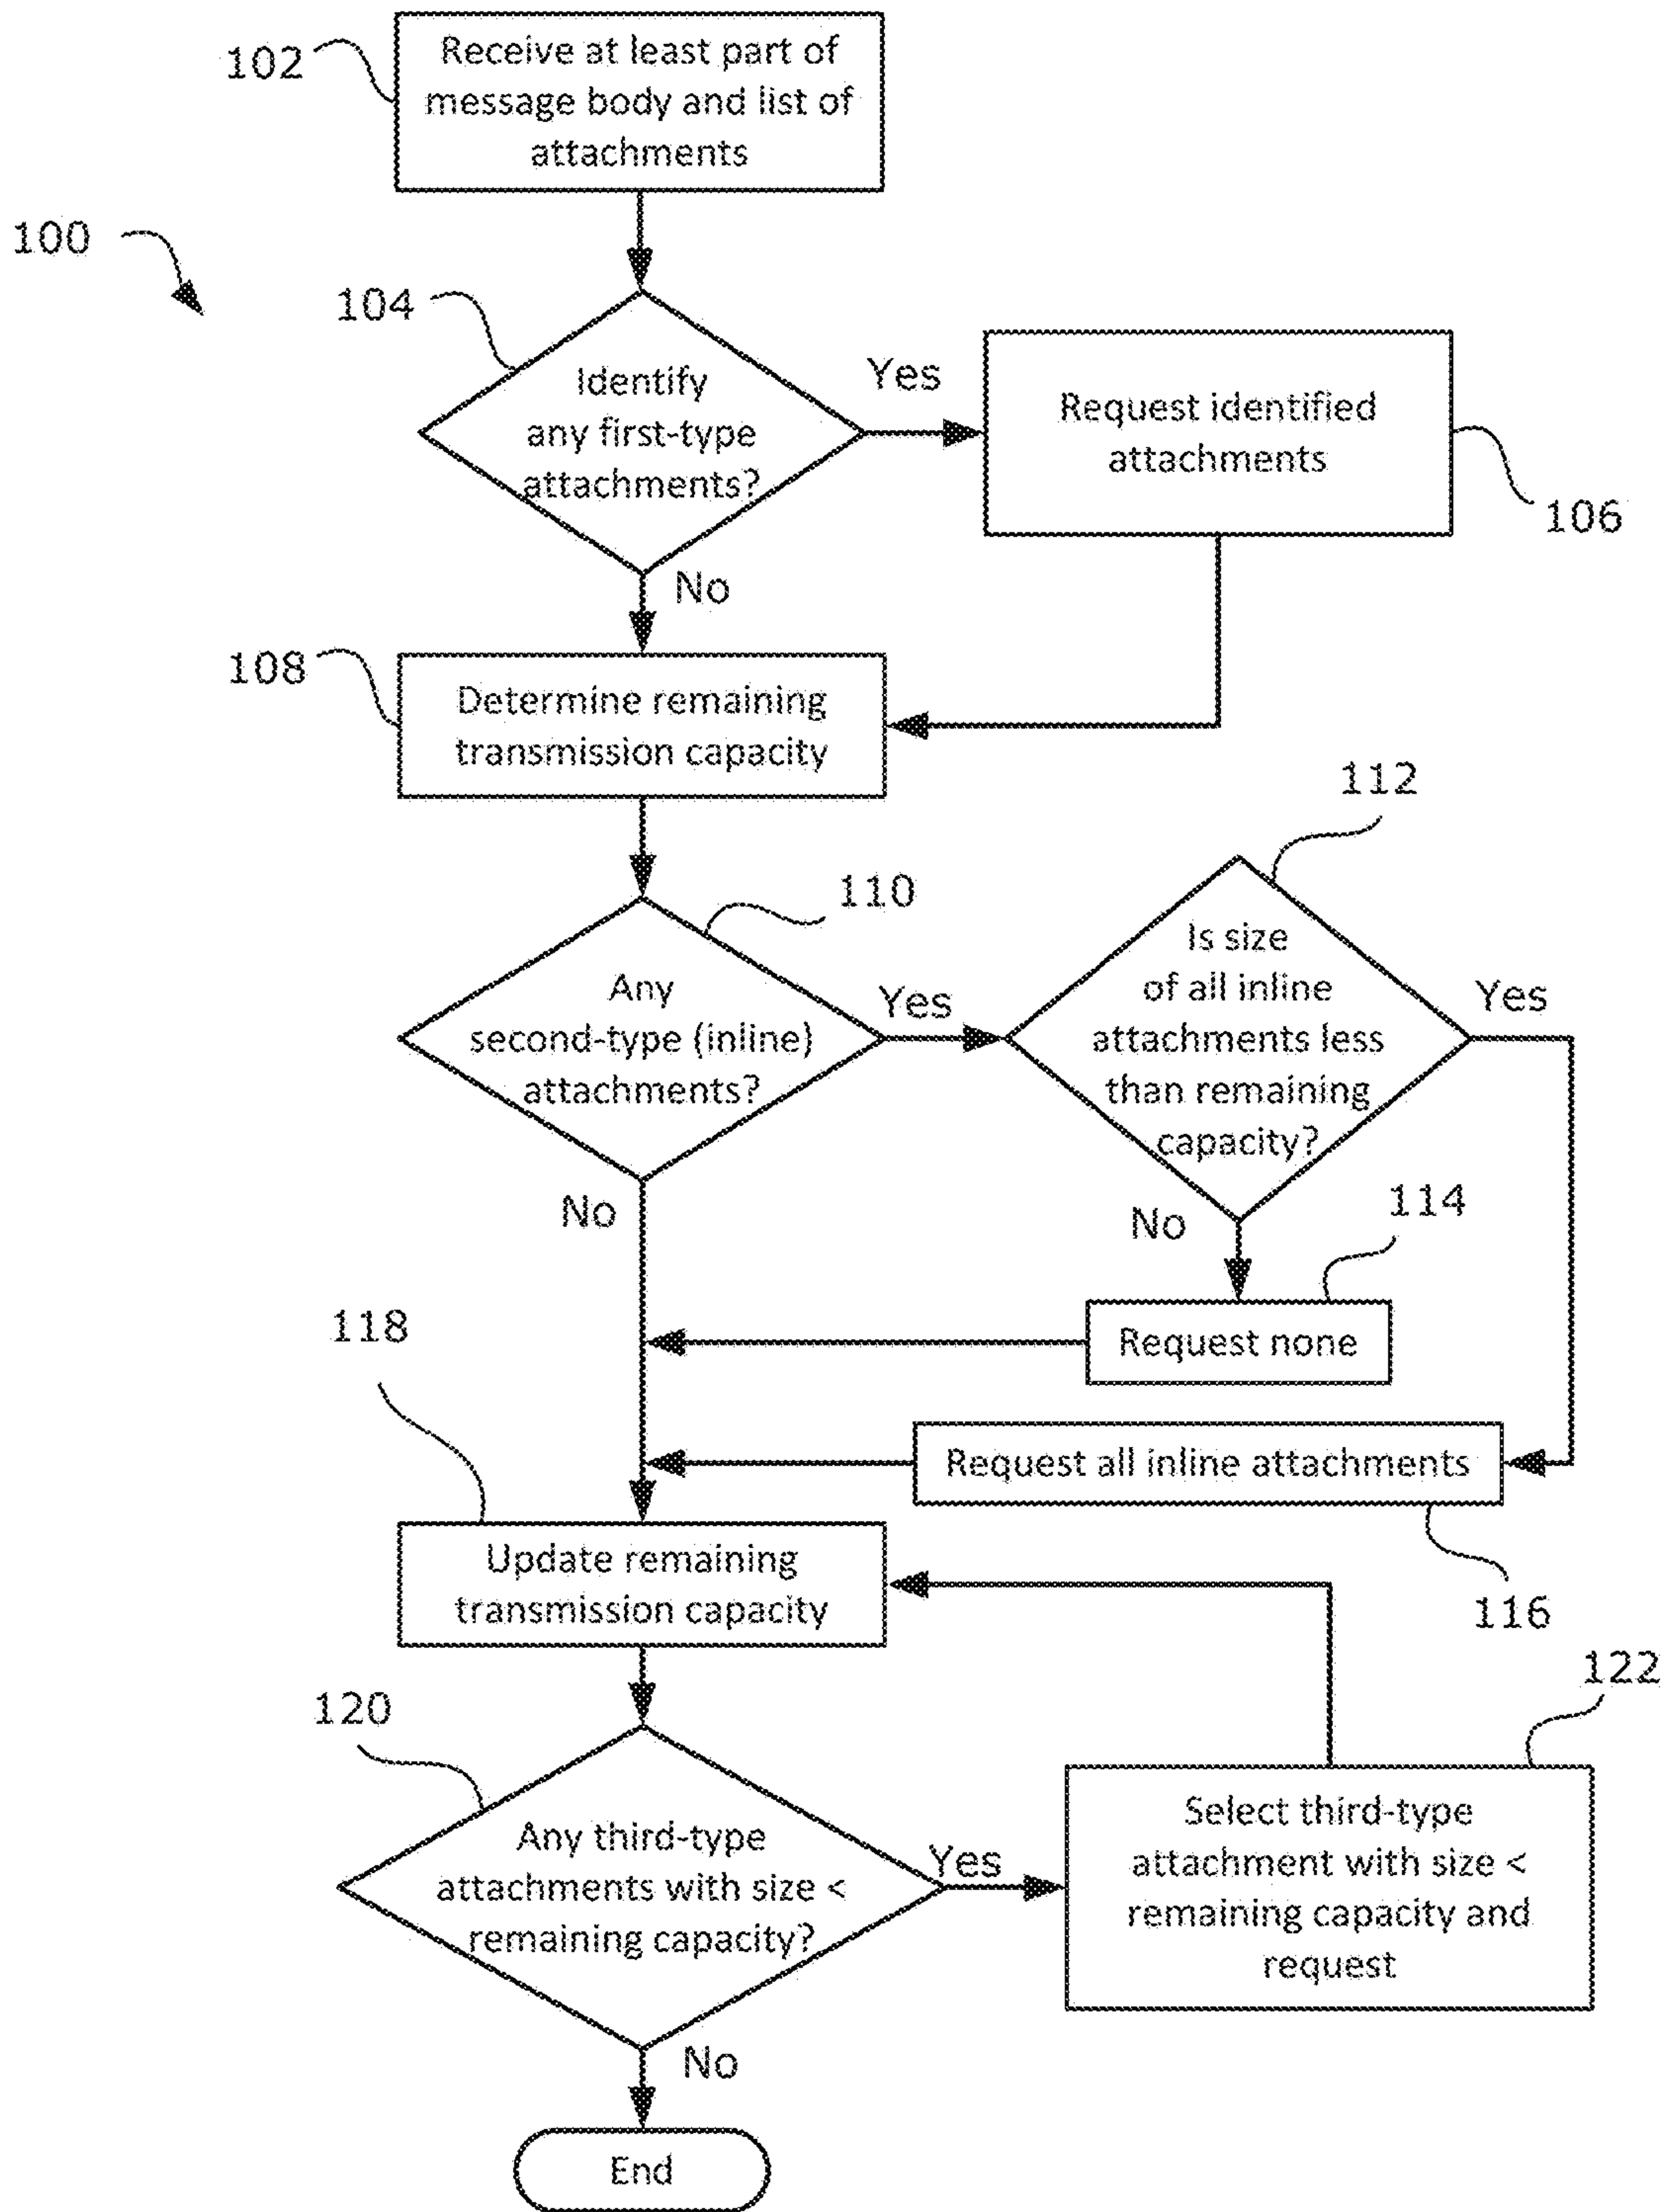 102
Receive at least part of
message body and list of
attachments
100
104
Identify
any first-type
attachments?
Yes
Request identified
attachments
106
No
108
Determine remaining
transmission capacity
112
110
Any
second-type (inline)
attachments?
Yes
Is size
of all inline
attachments less
than remaining
capacity?
Yes
No
No
114
Request none
118
Request all inline attachments
116
Update remaining
transmission capacity
122
120
Any third-type
attachments with size <
remaining capacity?
Yes
Select third-type
attachment with size <
remaining capacity and
request
No
End